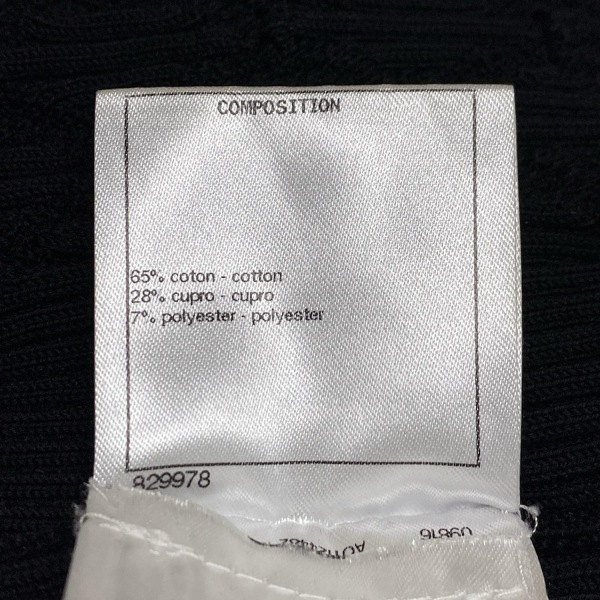 COMPOSITION
65% coton - cotton
28% cupro - cupro
7% polyester - polyester
829978